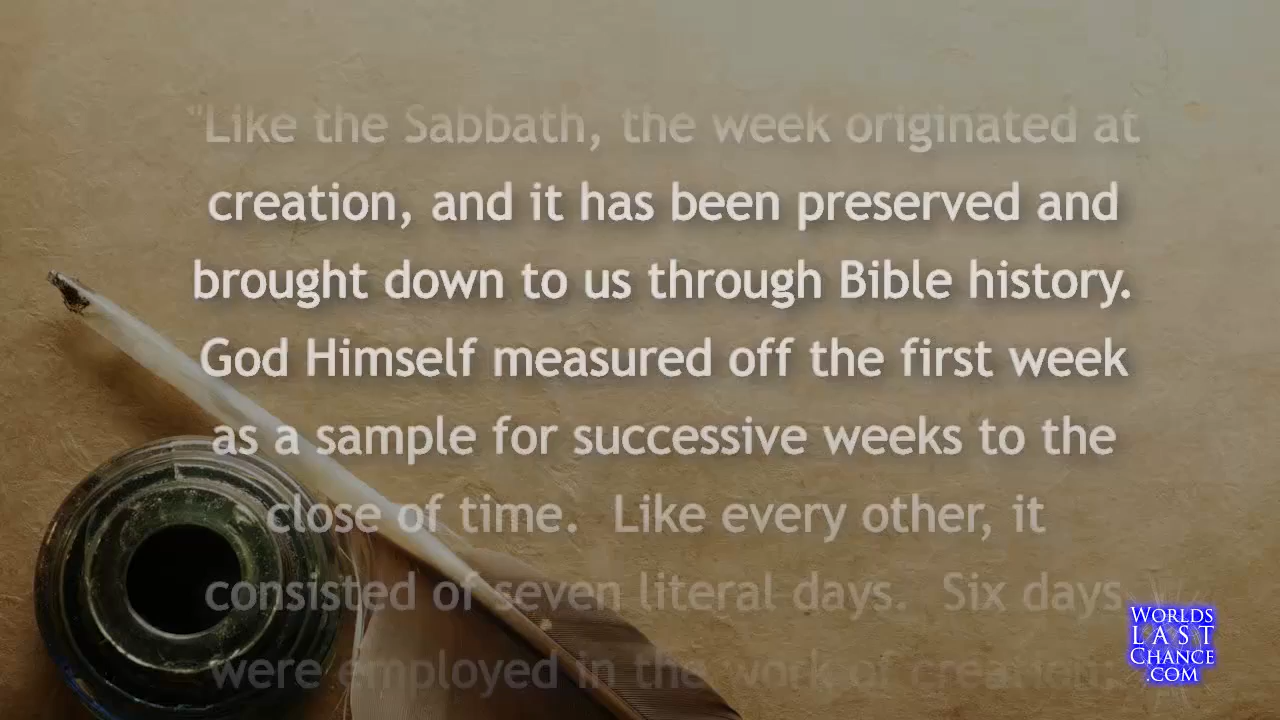 "Like the Sabbath, the week originated at
creation, and it has been preserved and
brought down to us through Bible history.
God Himself measured off the first week
as a sample for successive weeks to the
close of time.  Like every other, it
consisted of seven literal days.  Six days
were employed in the work of creation;
WORLDS
LAST
CHANCE
.COM